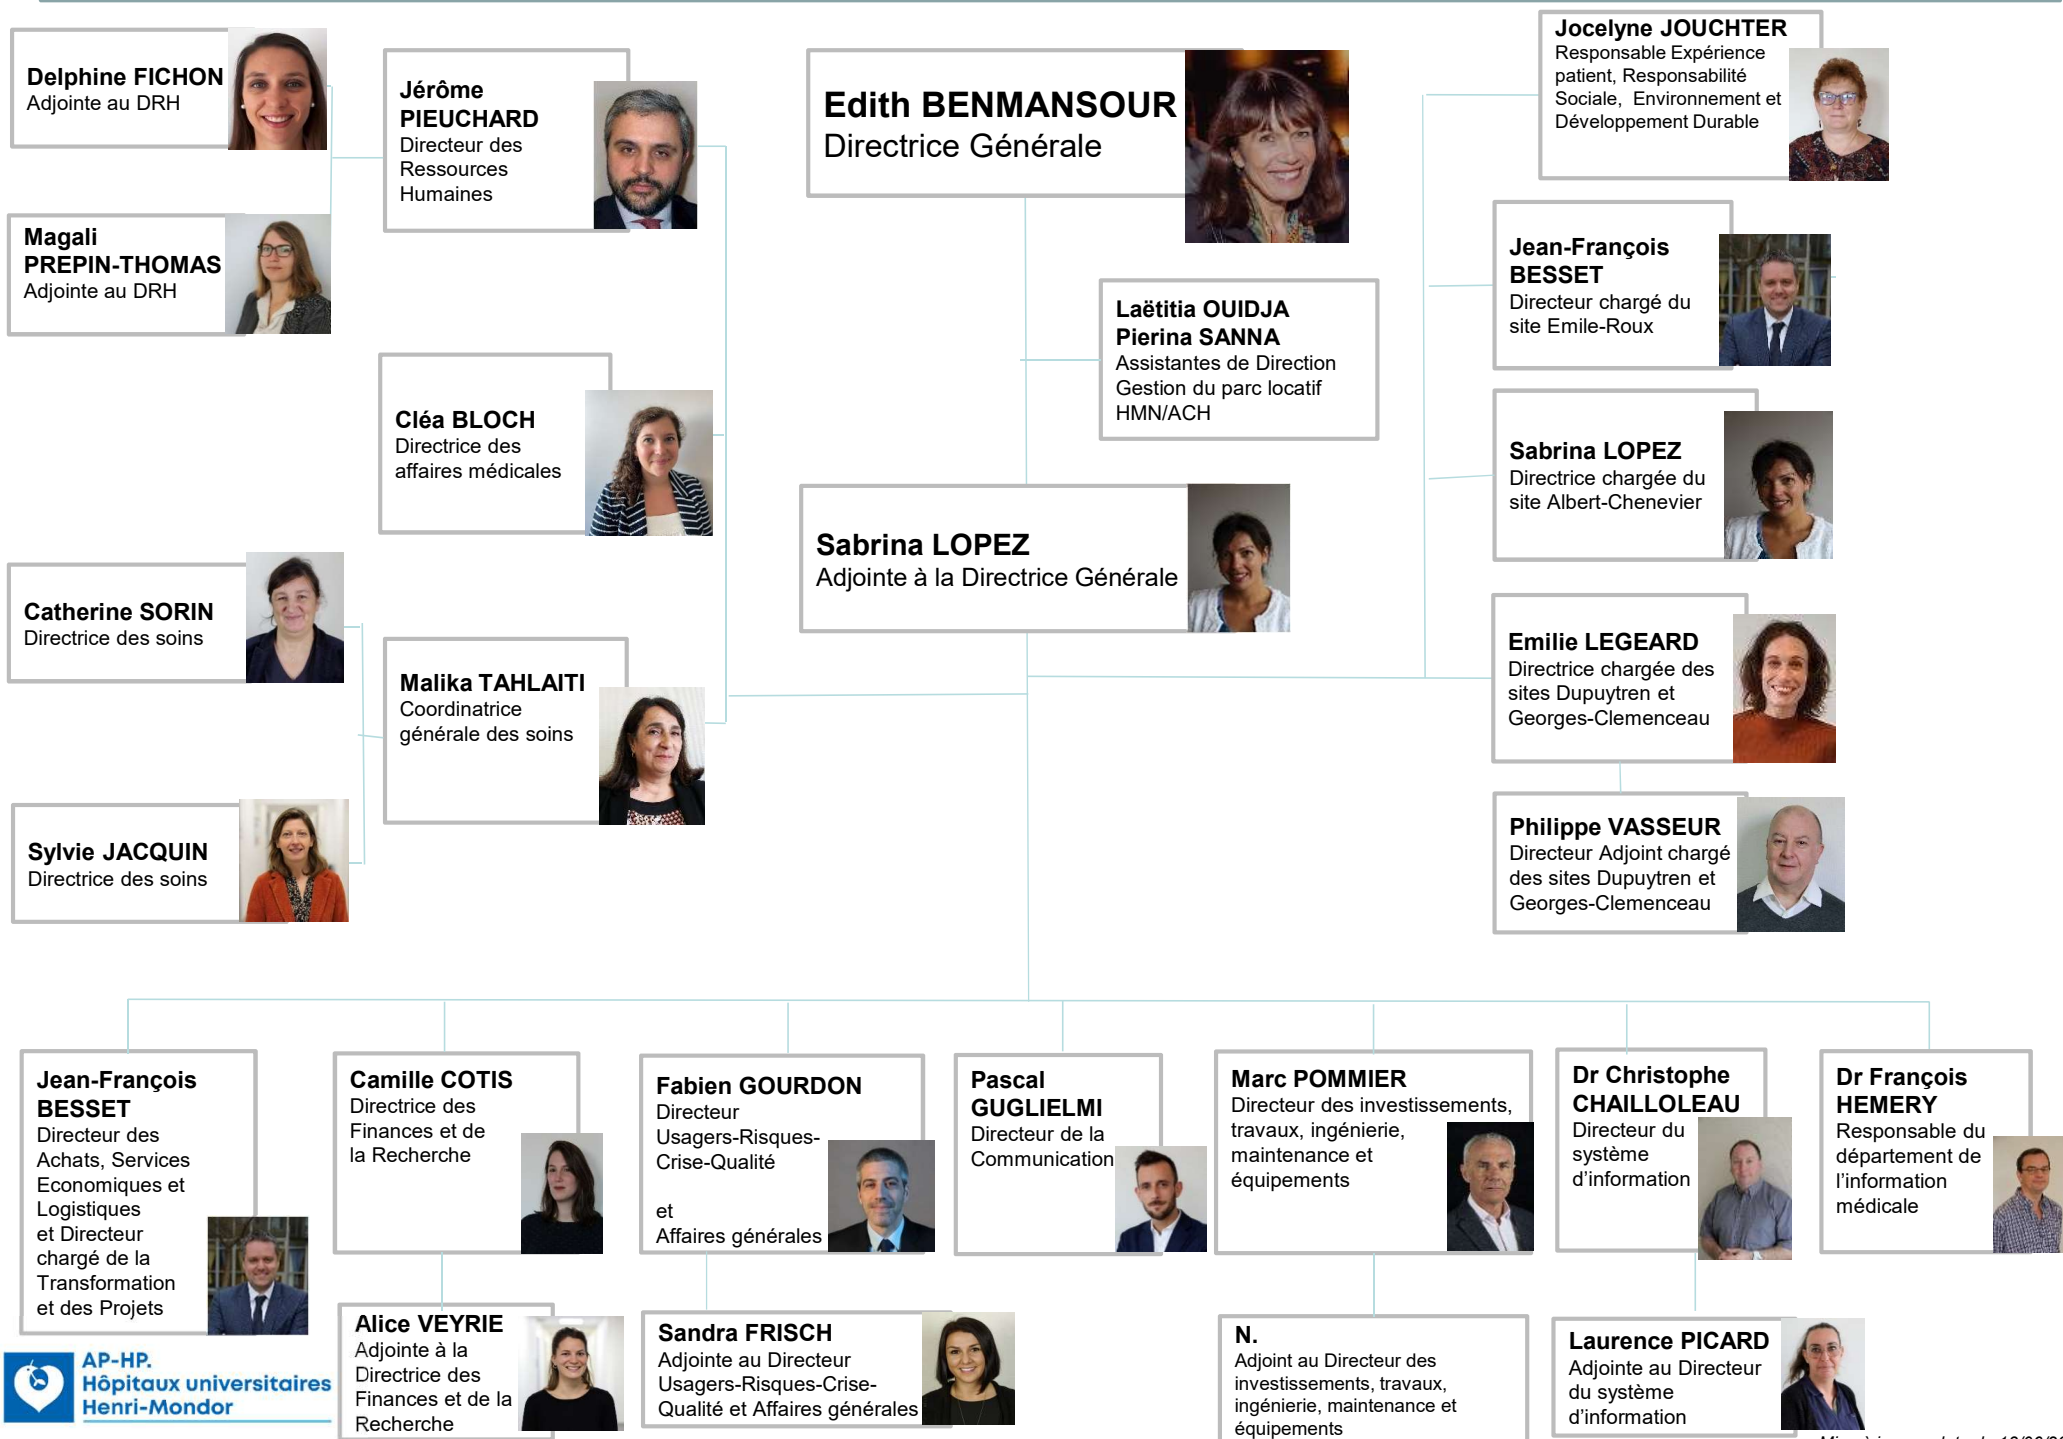 Delphine FICHON
Adjointe au DRH
Magali
PREPIN-THOMAS
Adjointe au DRH
Jérôme
PIEUCHARD
Directeur des
Ressources
Humaines
Cléa BLOCH
Directrice des
affaires médicales
Catherine SORIN
Directrice des soins
Malika TAHLAITI
Coordinatrice
générale des soins
Sylvie JACQUIN
Directrice des soins
Edith BENMANSOUR
Directrice Générale
Laëtitia OUIDJA
Pierina SANNA
Assistantes de Direction
Gestion du parc locatif
HMN/ACH
Sabrina LOPEZ
Adjointe à la Directrice Générale
Jocelyne JOUCHTER
Responsable Expérience
patient, Responsabilité
Sociale, Environnement et
Développement Durable
Jean-François
BESSET
Directeur chargé du
site Emile-Roux
Sabrina LOPEZ
Directrice chargée du
site Albert-Chenevier
Emilie LEGEARD
Directrice chargée des
sites Dupuytren et
Georges-Clemenceau
Philippe VASSEUR
Directeur Adjoint chargé
des sites Dupuytren et
Georges-Clemenceau
Jean-François
BESSET
Directeur des
Achats, Services
Economiques et
Logistiques
et Directeur
chargé de la
Transformation
et des Projets
Camille COTIS
Directrice des
Finances et de
la Recherche
Fabien GOURDON
Directeur
Usagers-Risques-
Crise-Qualité
et
Affaires générales
Pascal
GUGLIELMI
Directeur de la
Communication
Marc POMMIER
Directeur des investissements,
travaux, ingénierie,
maintenance et
équipements
Dr Christophe
CHAILLOLEAU
Directeur du
système
d’information
Dr François
HEMERY
Responsable du
département de
l’information
médicale
Alice VEYRIE
Adjointe à la
Directrice des
Finances et de la
Recherche
Sandra FRISCH
Adjointe au Directeur
Usagers-Risques-Crise-
Qualité et Affaires générales
N.
Adjoint au Directeur des
investissements, travaux,
ingénierie, maintenance et
équipements
Laurence PICARD
Adjointe au Directeur
du système
d’information
AP-HP.
Hôpitaux universitaires
Henri-Mondor